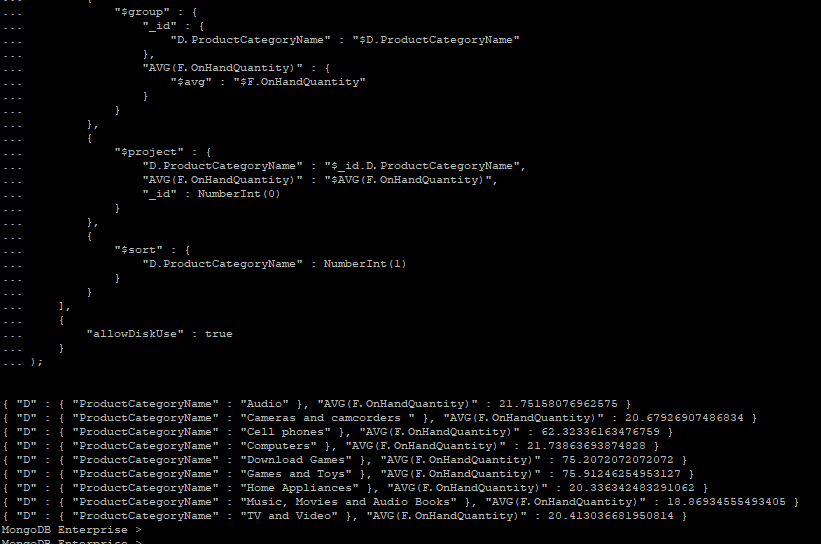 ...             {
...                 "$group" : {
...                     "_id" : {
...                         "D.ProductCategoryName" : "$D.ProductCategoryName"
...                     },
...                     "AVG(F.OnHandQuantity)" : {
...                         "$avg" : "$F.OnHandQuantity"
...                     }
...                 }
...             },
...             {
...                 "$project" : {
...                     "D.ProductCategoryName" : "$_id.D.ProductCategoryName",
...                     "AVG(F.OnHandQuantity)" : "$AVG(F.OnHandQuantity)",
...                     "_id" : NumberInt(0)
...                 }
...             },
...             {
...                 "$sort" : {
...                     "D.ProductCategoryName" : NumberInt(1)
...                 }
...             }
...         ],
...         {
...             "allowDiskUse" : true
...         }
...     );
{ "D" : { "ProductCategoryName" : "Audio" }, "AVG(F.OnHandQuantity)" : 21.75158076962575 }
{ "D" : { "ProductCategoryName" : "Cameras and camcorders " }, "AVG(F.OnHandQuantity)" : 20.67926907486834 }
{ "D" : { "ProductCategoryName" : "Cell phones" }, "AVG(F.OnHandQuantity)" : 62.32336163476759 }
{ "D" : { "ProductCategoryName" : "Computers" }, "AVG(F.OnHandQuantity)" : 21.73863693874828 }
{ "D" : { "ProductCategoryName" : "Download Games" }, "AVG(F.OnHandQuantity)" : 75.2072072072072 }
{ "D" : { "ProductCategoryName" : "Games and Toys" }, "AVG(F.OnHandQuantity)" : 75.91246254953127 }
{ "D" : { "ProductCategoryName" : "Home Appliances" }, "AVG(F.OnHandQuantity)" : 20.336342483291062 }
{ "D" : { "ProductCategoryName" : "Music, Movies and Audio Books" }, "AVG(F.OnHandQuantity)" : 18.86934555493405 }
{ "D" : { "ProductCategoryName" : "TV and Video" }, "AVG(F.OnHandQuantity)" : 20.413036681950814 }
MongoDB Enterprise >
MongoDB Enterprise >